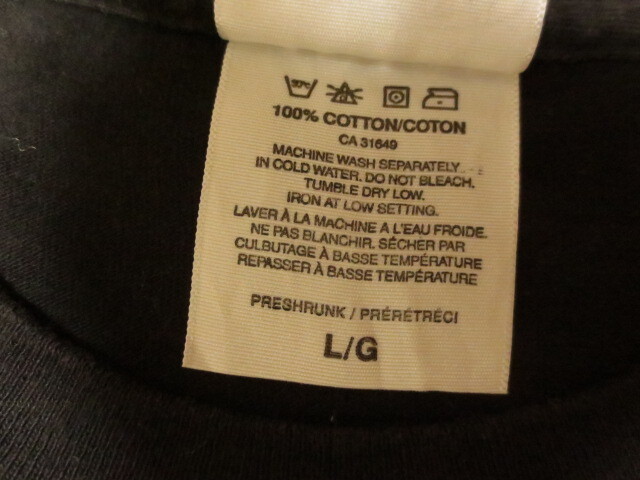 100% COTTON/COTON
CA 31649
MACHINE WASH SEPARATELY
IN COLD WATER. DO NOT BLEACH.
TUMBLE DRY LOW.
IRON AT LOW SETTING.
LAVER À LA MACHINE A L'EAU FROIDE.
NE PAS BLANCHIR. SÉCHER PAR
CULBUTAGE À BASSE TEMPÉRATURE
REPASSER À BASSE TEMPÉRATURE
PRESHRUNK / PRÉRÉTRÉCI
L/G